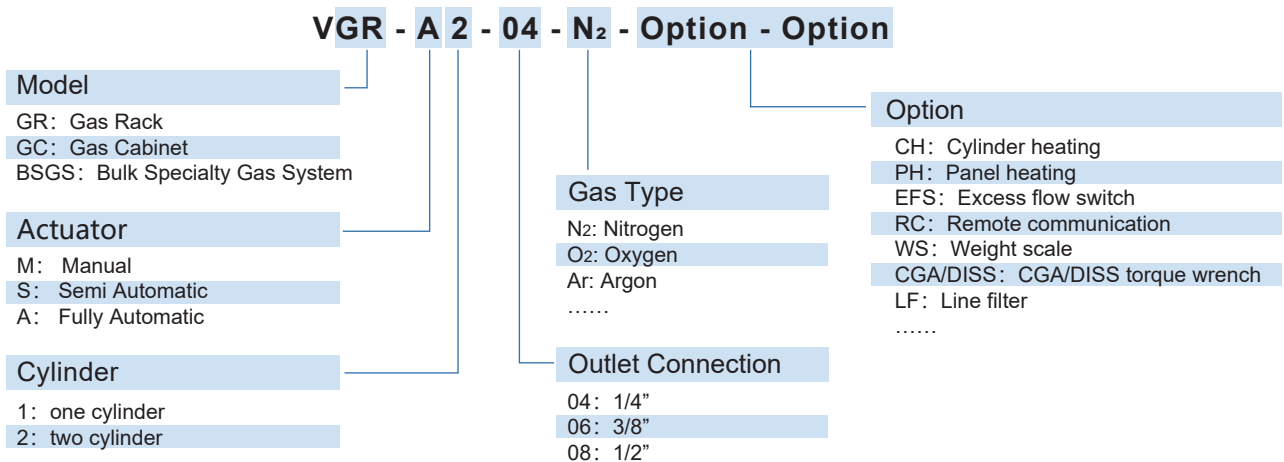 VGR - A 2 - 04 - N₂ - Option - Option
Model
GR：Gas Rack
GC：Gas Cabinet
BSGS：Bulk Specialty Gas System
Actuator
M： Manual
S： Semi Automatic
A： Fully Automatic
Cylinder
1：one cylinder
2：two cylinder
Gas Type
N₂: Nitrogen
O₂: Oxygen
Ar: Argon
……
Outlet Connection
04：1/4”
06：3/8”
08：1/2”
Option
CH：Cylinder heating
PH：Panel heating
EFS：Excess flow switch
RC：Remote communication
WS：Weight scale
CGA/DISS：CGA/DISS torque wrench
LF：Line filter
……